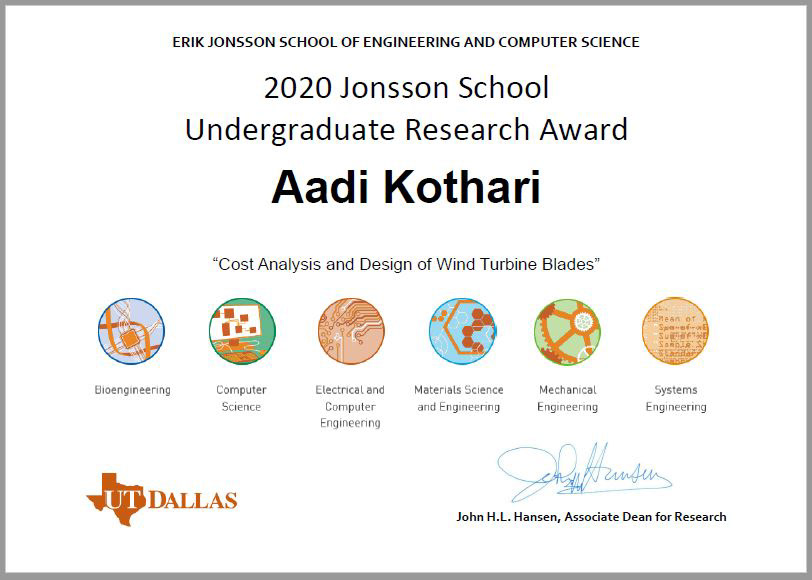 ERIK JONSSON SCHOOL OF ENGINEERING AND COMPUTER SCIENCE
2020 Jonsson School
Undergraduate Research Award
Aadi Kothari
“Cost Analysis and Design of Wind Turbine Blades”
Bioengineering
Computer
Science
Electrical and
Computer
Engineering
Materials Science
and Engineering
Mechanical
Engineering
Systems
Engineering
UT DALLAS
John H.L. Hansen, Associate Dean for Research